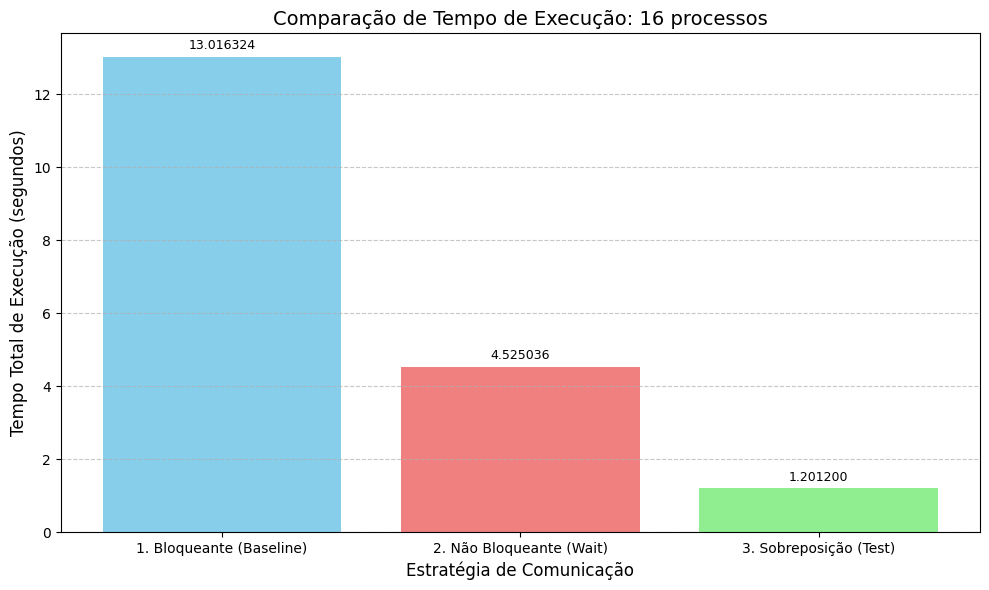 Comparação de Tempo de Execução: 16 processos
Tempo Total de Execução (segundos)
12
10
8
6
4
2
0
13.016324
4.525036
1.201200
1. Bloqueante (Baseline)
2. Não Bloqueante (Wait)
3. Sobreposição (Test)
Estratégia de Comunicação